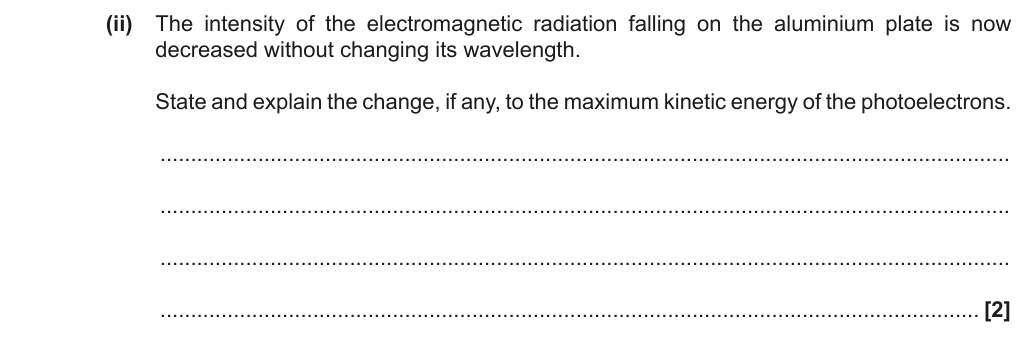 (ii) The intensity of the electromagnetic radiation falling on the aluminium plate is now
decreased without changing its wavelength.
State and explain the change, if any, to the maximum kinetic energy of the photoelectrons.
..........................................................................................................................................
..........................................................................................................................................
..........................................................................................................................................
..................................................................................................................................... [2]